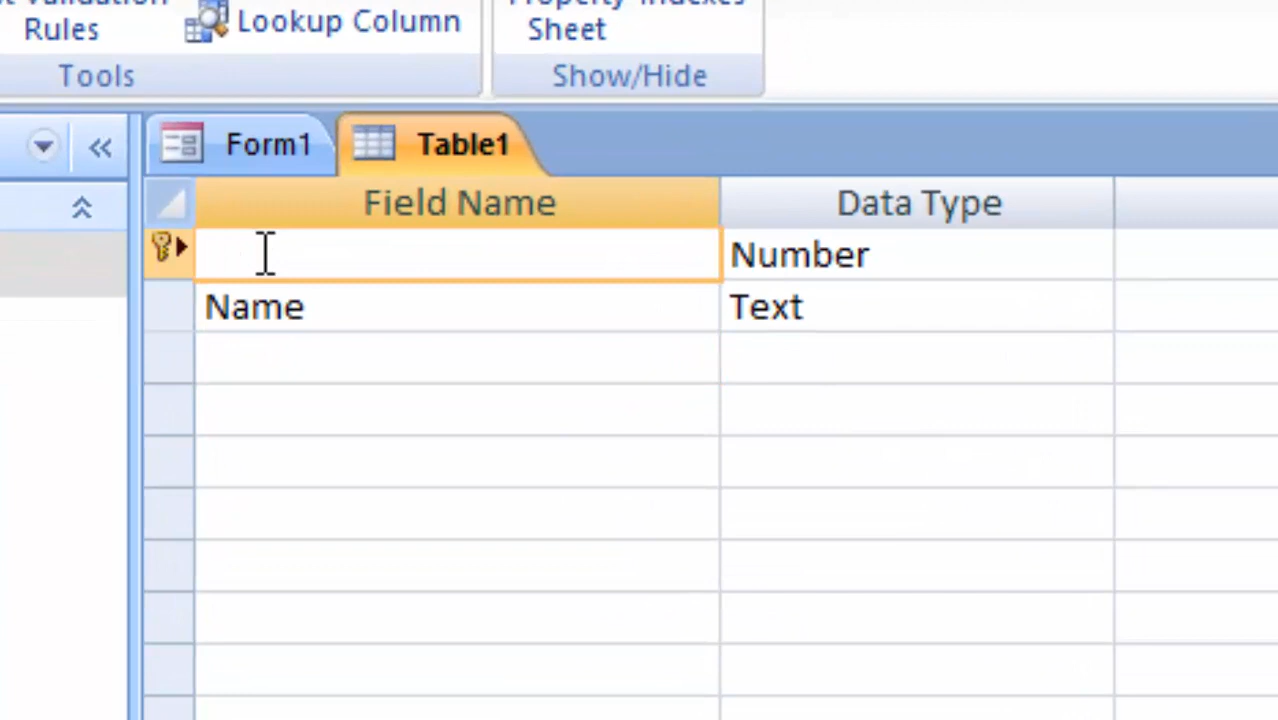 Rules
Lookup Column
Sheet
Tools
Show/Hide
Form1
Table1
Field Name
Data Type
Number
Name
Text